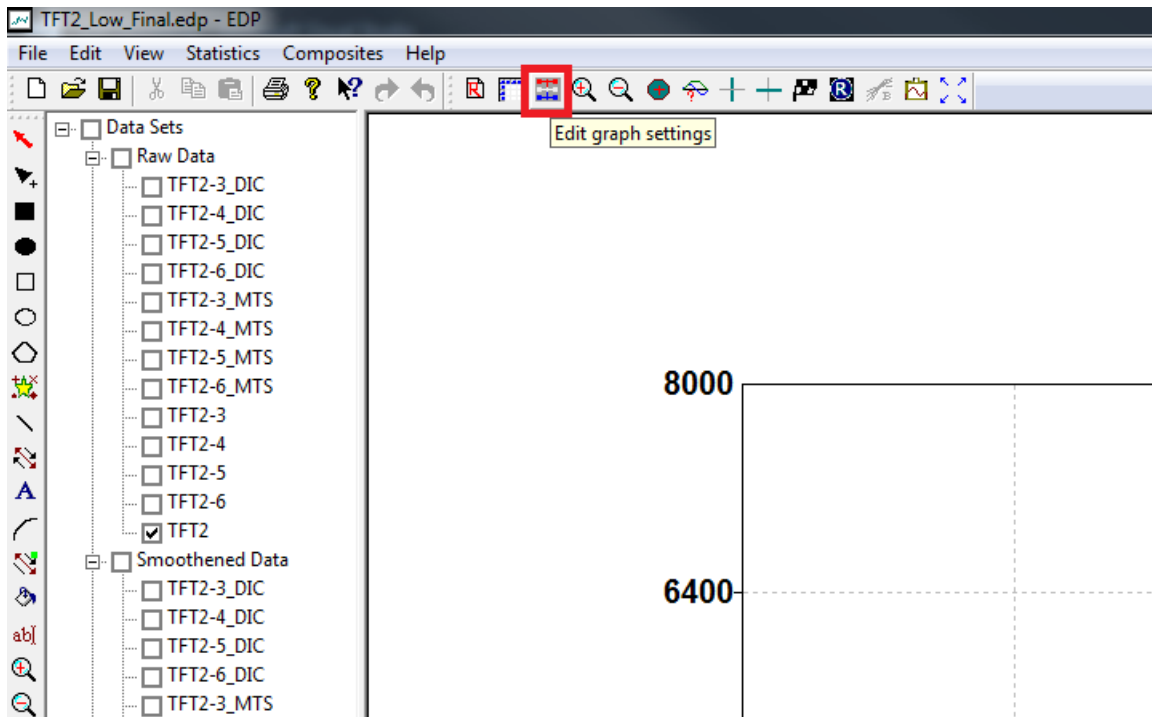 TFT2_Low_Final.edp - EDP
File Edit View Statistics Composites Help
R
R
Edit graph settings
Data Sets
Raw Data
TFT2-3_DIC
TFT2-4_DIC
TFT2-5_DIC
TFT2-6_DIC
TFT2-3_MTS
TFT2-4_MTS
TFT2-5_MTS
TFT2-6_MTS
TFT2-3
TFT2-4
TFT2-5
TFT2-6
TFT2
Smoothened Data
TFT2-3_DIC
TFT2-4_DIC
TFT2-5_DIC
TFT2-6_DIC
TFT2-3_MTS
A
ab
8000
6400